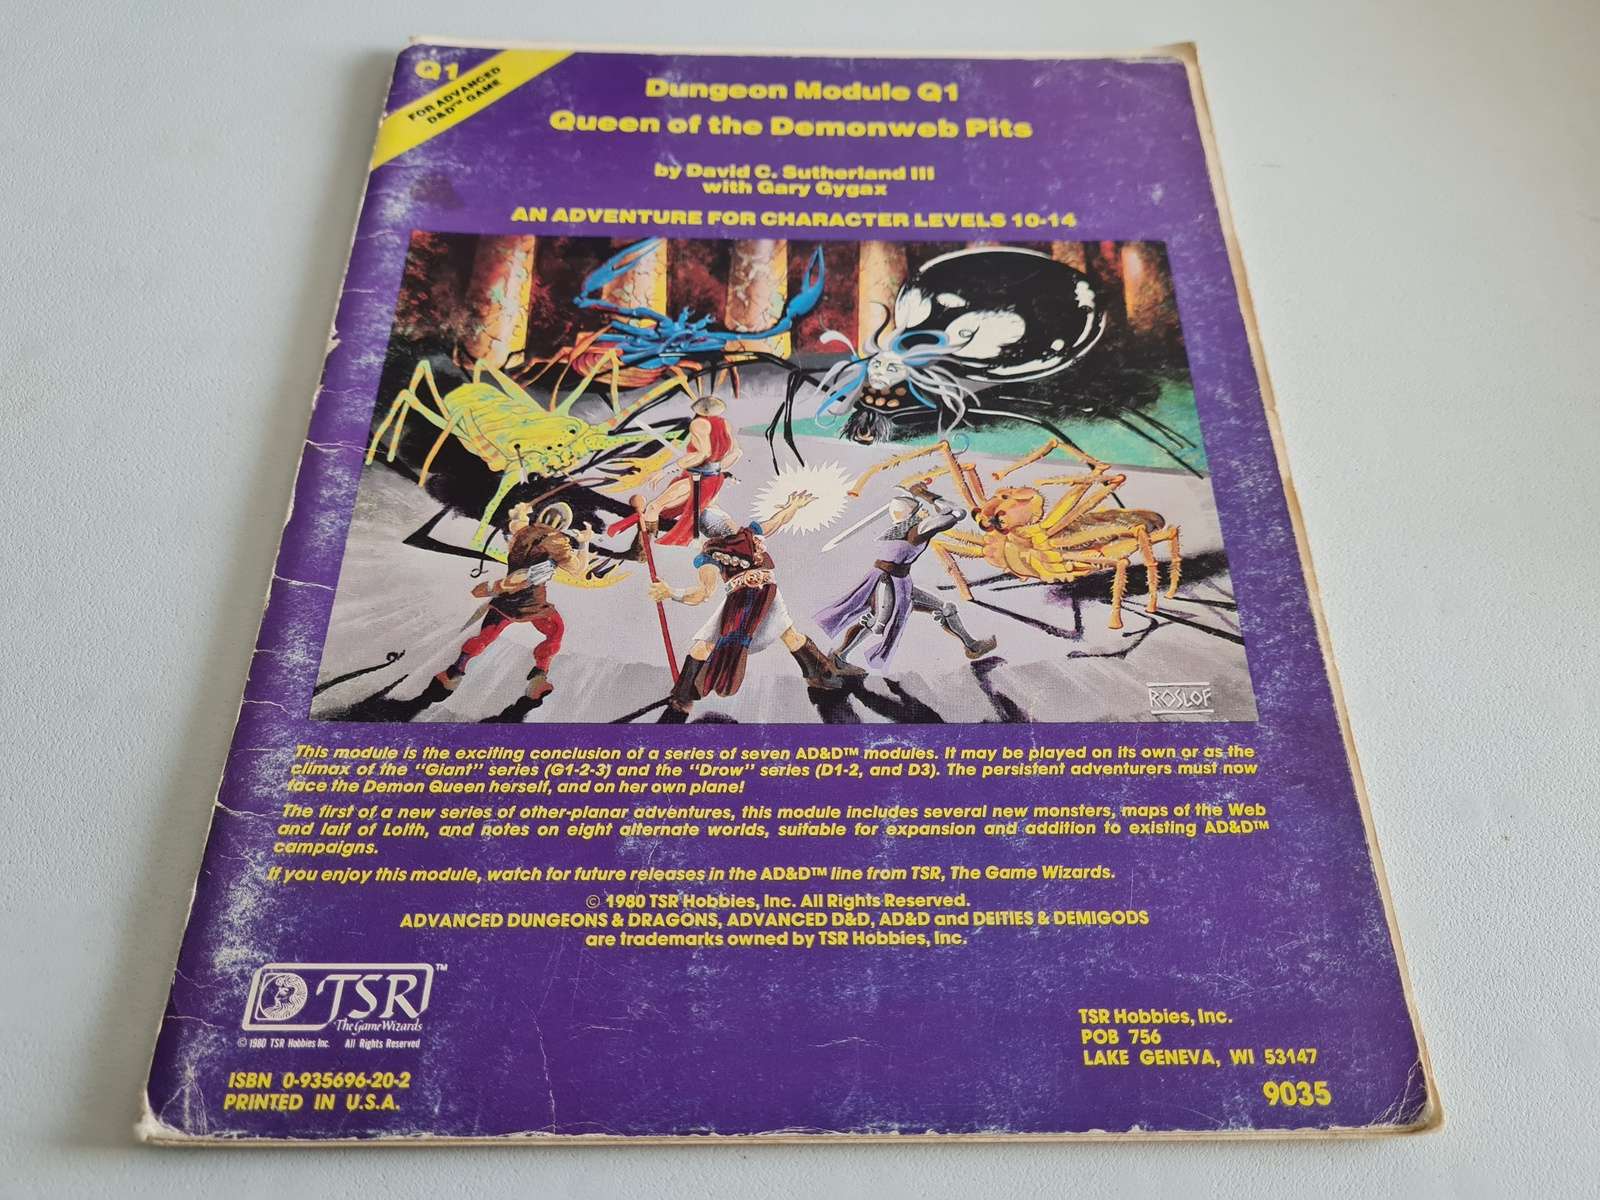 Q1
FOR ADVANCED
D&D™ GAME
Dungeon Module Q1
Queen of the Demonweb Pits
by David C. Sutherland III
with Gary Gygax
AN ADVENTURE FOR CHARACTER LEVELS 10-14
ROSLOF
This module is the exciting conclusion of a series of seven AD&D™ modules. It may be played on its own or as the
climax of the "Giant" series (G1-2-3) and the "Drow" series (D1-2, and D3). The persistent adventurers must now
face the Demon Queen herself, and on her own plane!
The first of a new series of other-planar adventures, this module includes several new monsters, maps of the Web
and lair of Lolth, and notes on eight alternate worlds, suitable for expansion and addition to existing AD&D™
campaigns.
If you enjoy this module, watch for future releases in the AD&D™ line from TSR, The Game Wizards.
© 1980 TSR Hobbies, Inc. All Rights Reserved.
ADVANCED DUNGEONS & DRAGONS, ADVANCED D&D, AD&D and DEITIES & DEMIGODS
are trademarks owned by TSR Hobbies, Inc.
TSR™
The Game Wizards
© 1980 TSR Hobbies Inc. All Rights Reserved
ISBN 0-935696-20-2
PRINTED IN U.S.A.
TSR Hobbies, Inc.
POB 756
LAKE GENEVA, WI 53147
9035